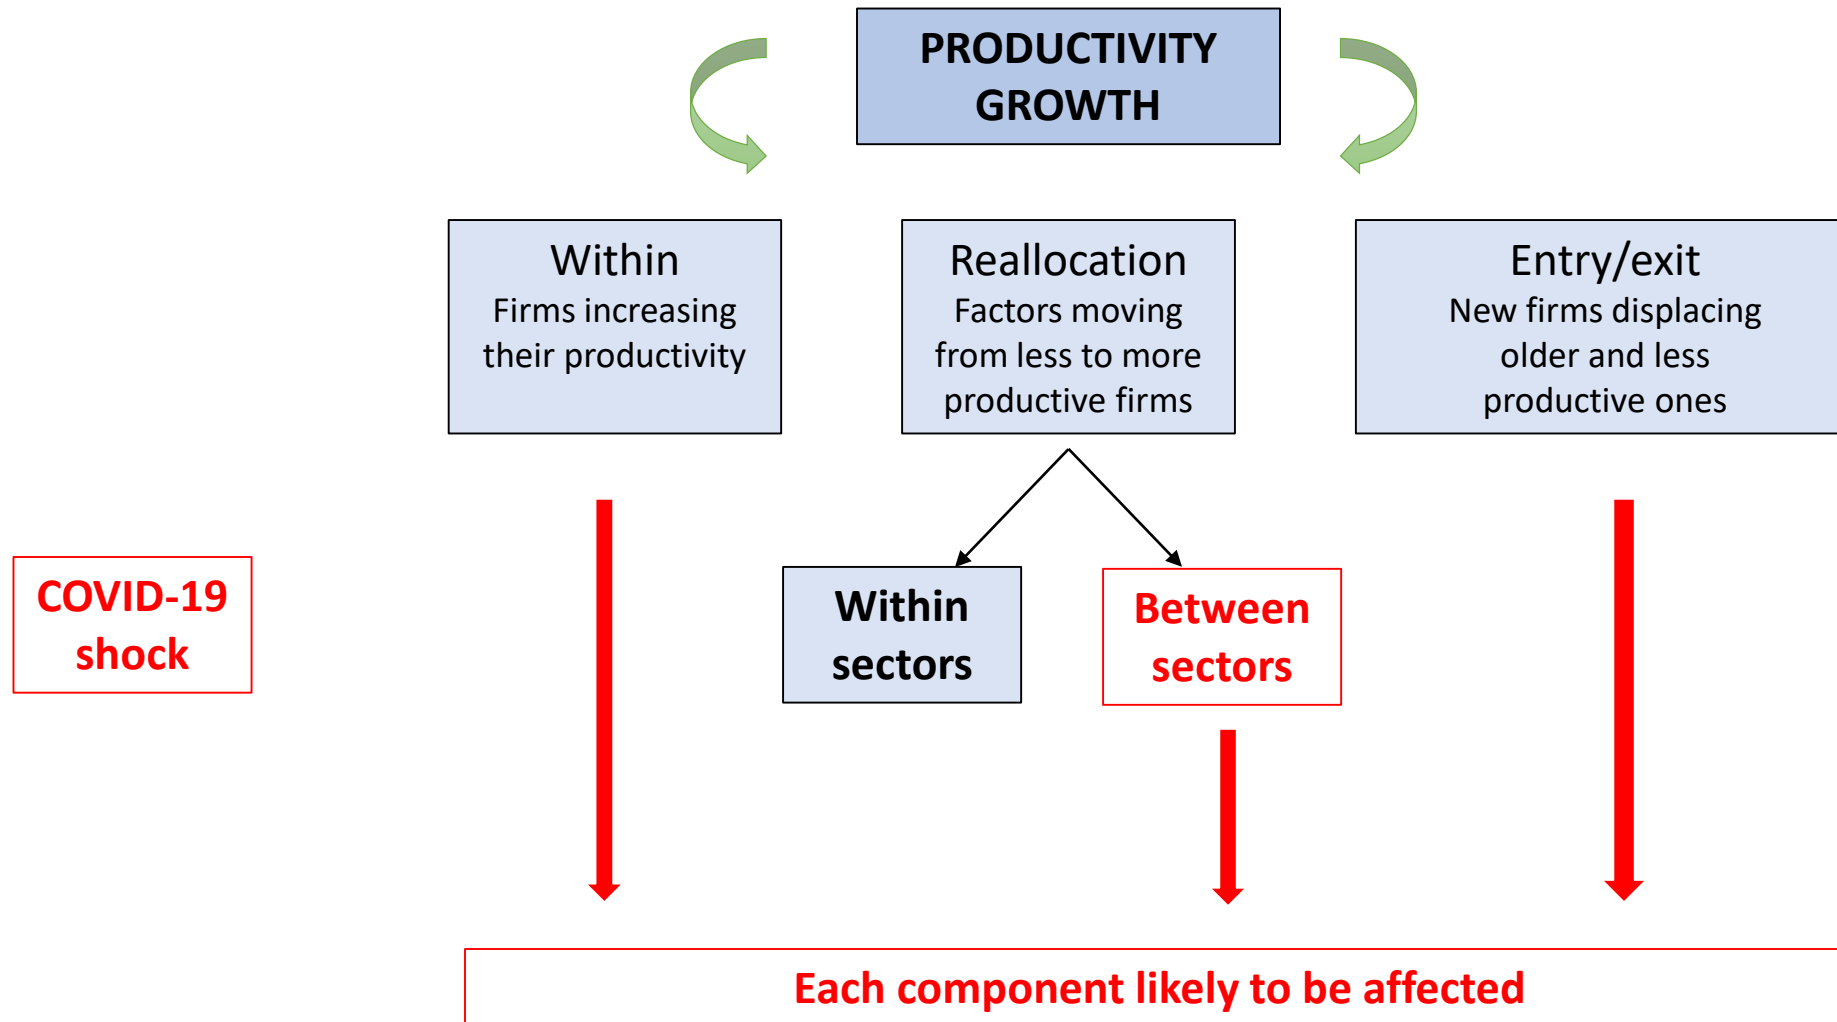 PRODUCTIVITY
GROWTH
Within
Firms increasing
their productivity
Reallocation
Factors moving
from less to more
productive firms
Entry/exit
New firms displacing
older and less
productive ones
COVID-19
shock
Within
sectors
Between
sectors
Each component likely to be affected